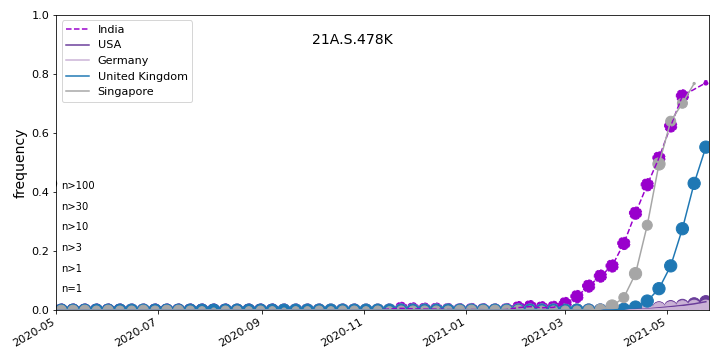 21A.S.478K
India
USA
Germany
United Kingdom
Singapore
frequency
1.0
0.8
0.6
0.4
0.2
0.0
n>100
n>30
n>10
n>3
n>1
n=1
2020-05
2020-07
2020-09
2020-11
2021-01
2021-03
2021-05